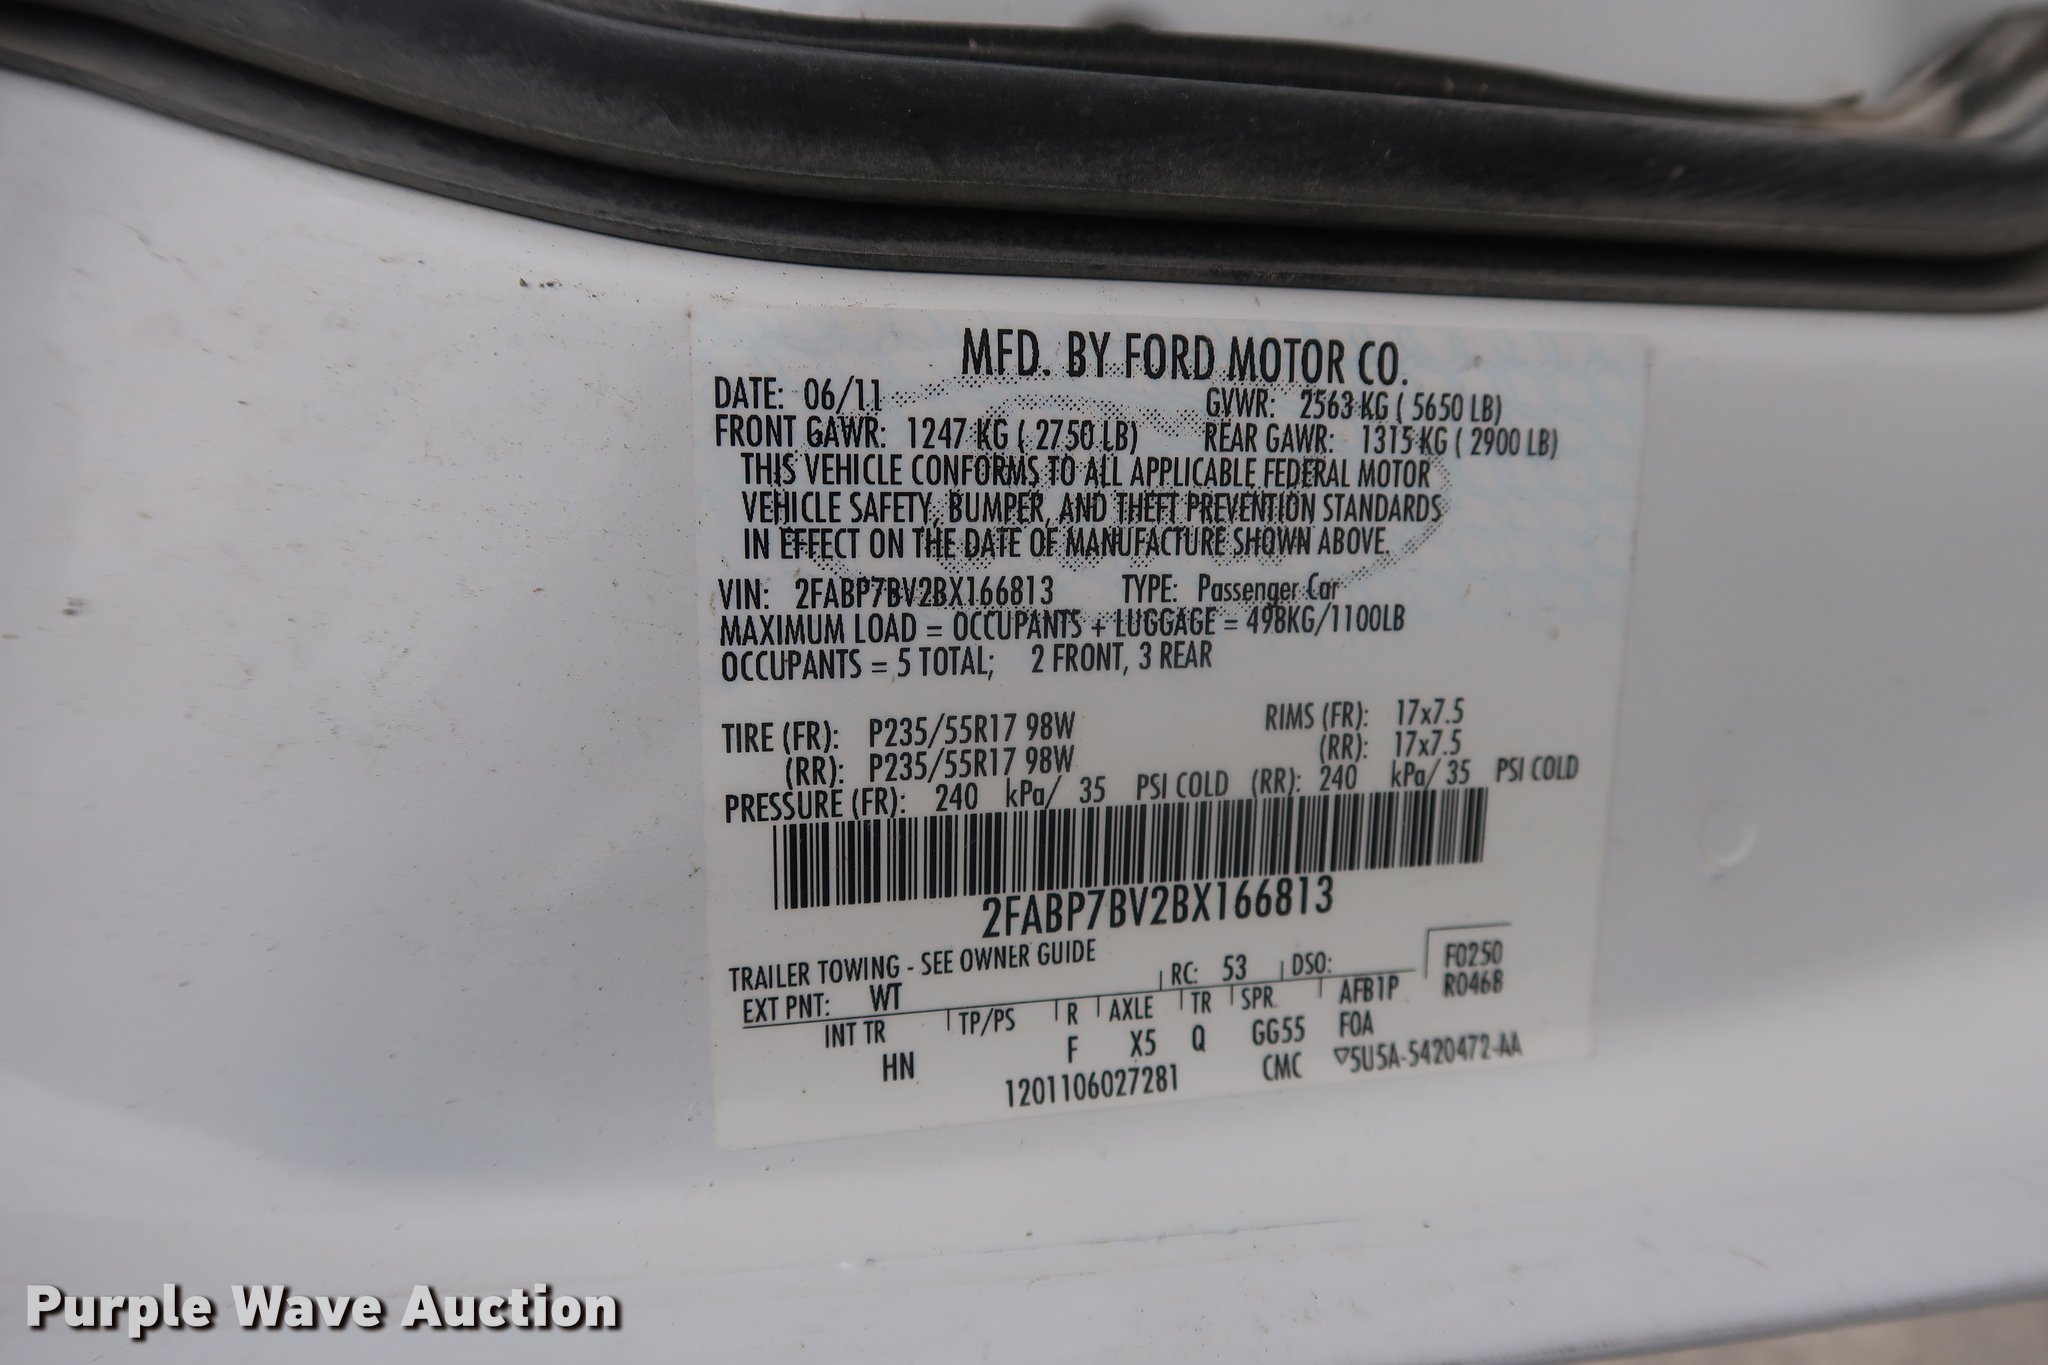 MFD. BY FORD MOTOR CO.
DATE: 06/11 GVWR: 2563 KG ( 5650 LB)
FRONT GAWR: 1247 KG ( 2750 LB) REAR GAWR: 1315 KG ( 2900 LB)
THIS VEHICLE CONFORMS TO ALL APPLICABLE FEDERAL MOTOR
VEHICLE SAFETY, BUMPER, AND THEFT PREVENTION STANDARDS
IN EFFECT ON THE DATE OF MANUFACTURE SHOWN ABOVE.
VIN: 2FABP7BV2BX166813 TYPE: Passenger Car
MAXIMUM LOAD = OCCUPANTS + LUGGAGE = 498KG/1100LB
OCCUPANTS = 5 TOTAL; 2 FRONT, 3 REAR
TIRE (FR): P235/55R17 98W RIMS (FR): 17x7.5
(RR): P235/55R17 98W (RR): 17x7.5
PRESSURE (FR): 240 kPa/ 35 PSI COLD (RR): 240 kPa/ 35 PSI COLD
2FABP7BV2BX166813
TRAILER TOWING - SEE OWNER GUIDE
EXT PNT: WT RC: 53 DSO: F0250
INT TR TP/PS R AXLE TR SPR AFB1P R0468
HN F X5 Q GG55 FOA
1201106027281 CMC ▽5U5A-5420472-AA
Purple Wave Auction